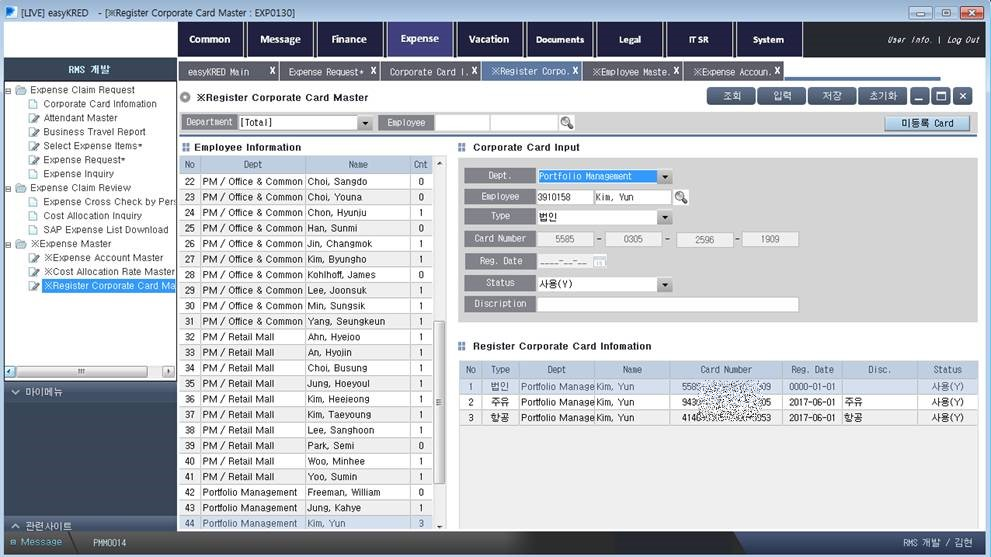 [LIVE] easyKRED - [※Register Corporate Card Master : EXP0130]
Common Message Finance Expense Vacation Documents Legal IT SR System User Info. | Log Out
RMS 개발
easyKRED Main X Expense Request* X Corporate Card I. X ※Register Corpo. X ※Employee Maste. X ※Expense Accoun. X
Expense Claim Request
Corporate Card Infomation
Attendant Master
Business Travel Report
Select Expense Items*
Expense Request*
Expense Inquiry
Expense Claim Review
Expense Cross Check by Pers
Cost Allocation Inquiry
SAP Expense List Download
※Expense Master
※Expense Account Master
※Cost Allocation Rate Master
※Register Corporate Card Ma
마이메뉴
관련사이트
※Register Corporate Card Master 조회 입력 저장 초기화
Department [Total] Employee 미등록 Card
Employee Information
No Dept Name Cnt
22 PM / Office & Common Choi, Sangdo 0
23 PM / Office & Common Choi, Youna 0
24 PM / Office & Common Chon, Hyunju 1
25 PM / Office & Common Han, Sunmi 0
26 PM / Office & Common Jin, Changmok 1
27 PM / Office & Common Kim, Byungho 1
28 PM / Office & Common Kohlhoff, James 0
29 PM / Office & Common Lee, Joonsuk 1
30 PM / Office & Common Min, Sungsik 1
31 PM / Office & Common Yang, Seungkeun 1
32 PM / Retail Mall Ahn, Hyejoo 1
33 PM / Retail Mall An, Hyojin 1
34 PM / Retail Mall Choi, Busung 1
35 PM / Retail Mall Jung, Hoeyoul 1
36 PM / Retail Mall Kim, Heejeong 1
37 PM / Retail Mall Kim, Taeyoung 1
38 PM / Retail Mall Lee, Sanghoon 1
39 PM / Retail Mall Park, Semi 0
40 PM / Retail Mall Woo, Minhee 1
41 PM / Retail Mall Yoo, Sumin 1
42 Portfolio Management Freeman, William 0
43 Portfolio Management Jung, Kahye 1
44 Portfolio Management Kim, Yun 3
Corporate Card Input
Dept. Portfolio Management
Employee 3910158 Kim, Yun
Type 법인
Card Number 5585 - 0305 - 2596 - 1909
Reg. Date ____-__-__
Status 사용(Y)
Discription
Register Corporate Card Infomation
No Type Dept Name Card Number Reg. Date Disc. Status
1 법인 Portfolio Manage Kim, Yun 0000-01-01 사용(Y)
2 주유 Portfolio Manage Kim, Yun 2017-06-01 주유 사용(Y)
3 항공 Portfolio Manage Kim, Yun 2017-06-01 항공 사용(Y)
Message PMM0014 RMS 개발 / 김현